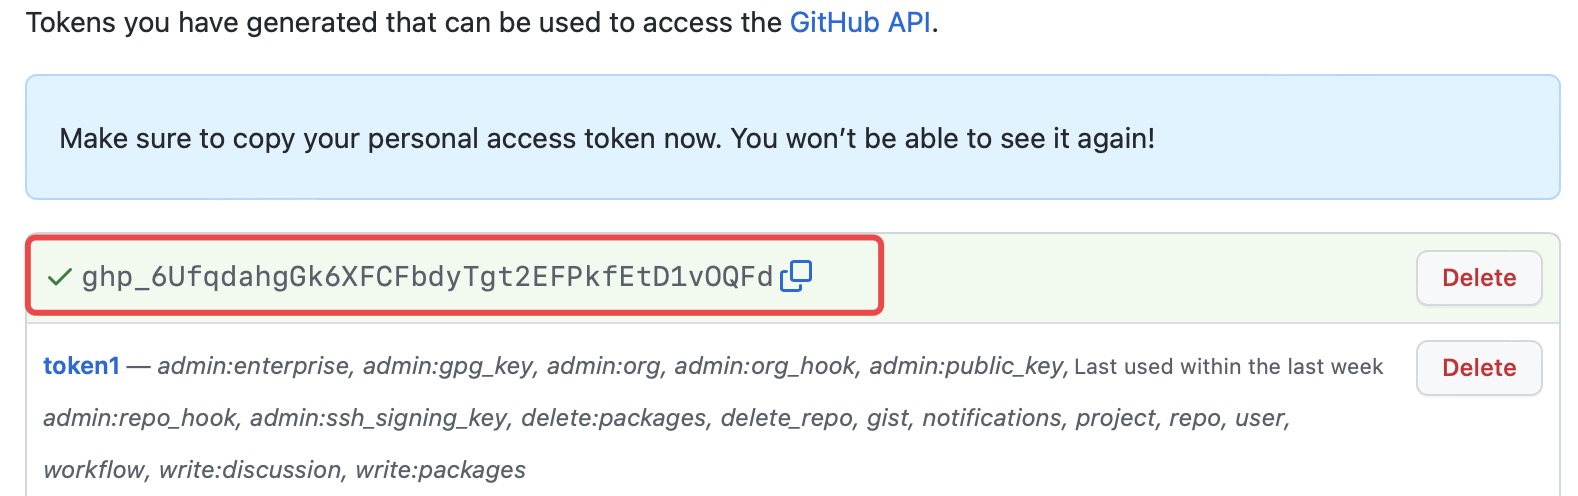 Tokens you have generated that can be used to access the GitHub API.
Make sure to copy your personal access token now. You won’t be able to see it again!
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
Delete
token1 — admin:enterprise, admin:gpg_key, admin:org, admin:org_hook, admin:public_key, Last used within the last week
Delete
admin:repo_hook, admin:ssh_signing_key, delete:packages, delete_repo, gist, notifications, project, repo, user,
workflow, write:discussion, write:packages